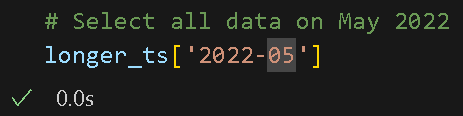 # Select all data on May 2022
longer_ts['2022-05']
0.0s